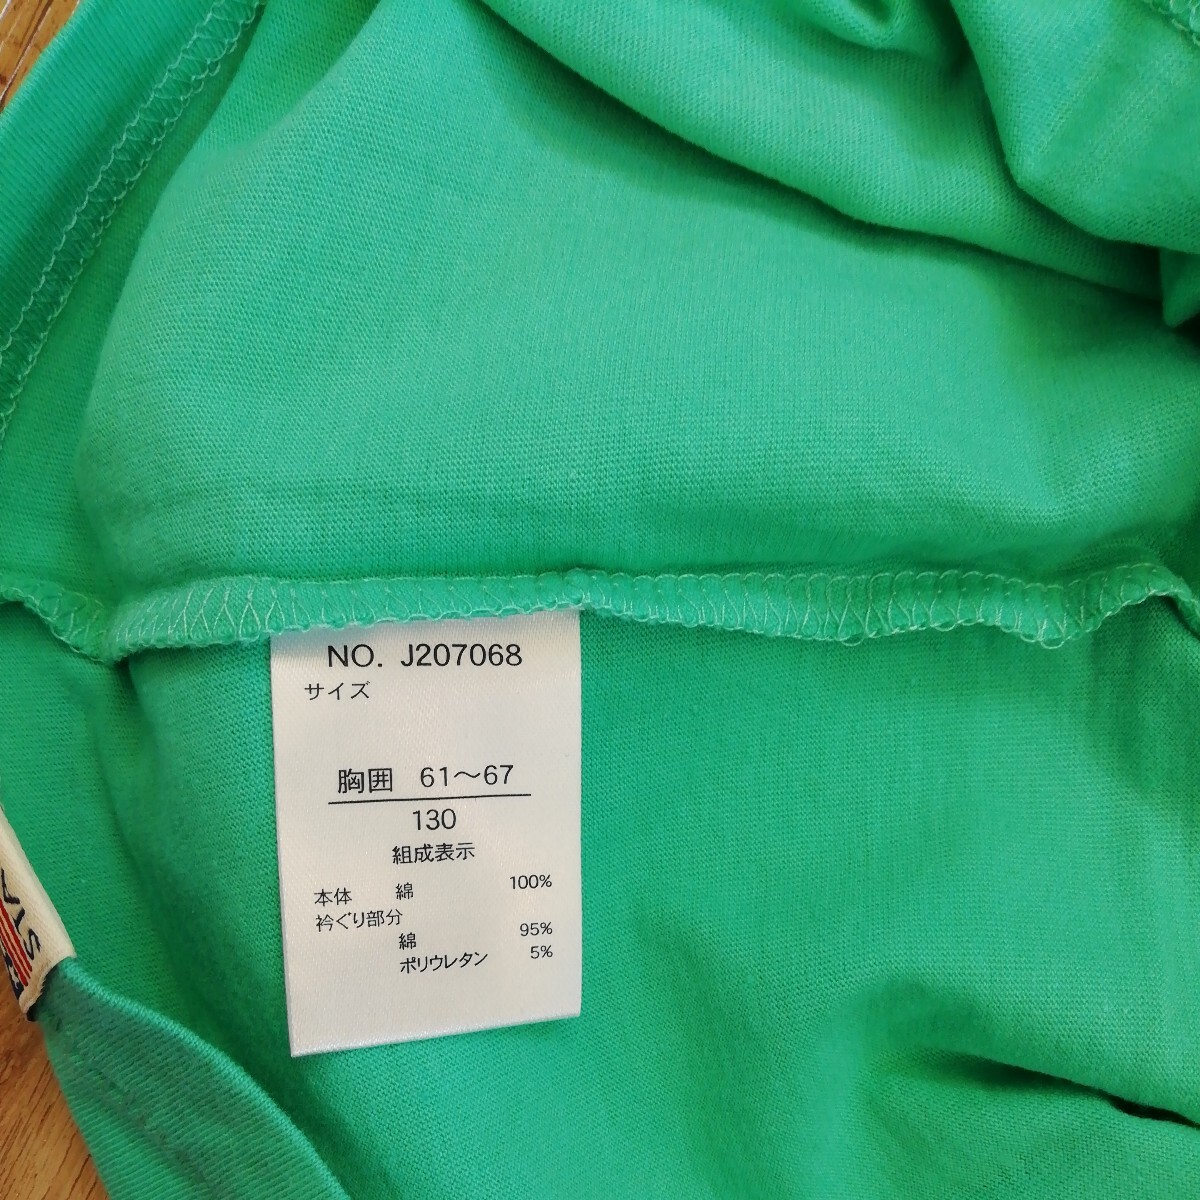 NO. J207068
サイズ
胸囲 61〜67
130
組成表示
本体 綿 100%
衿ぐり部分
綿 95%
ポリウレタン 5%